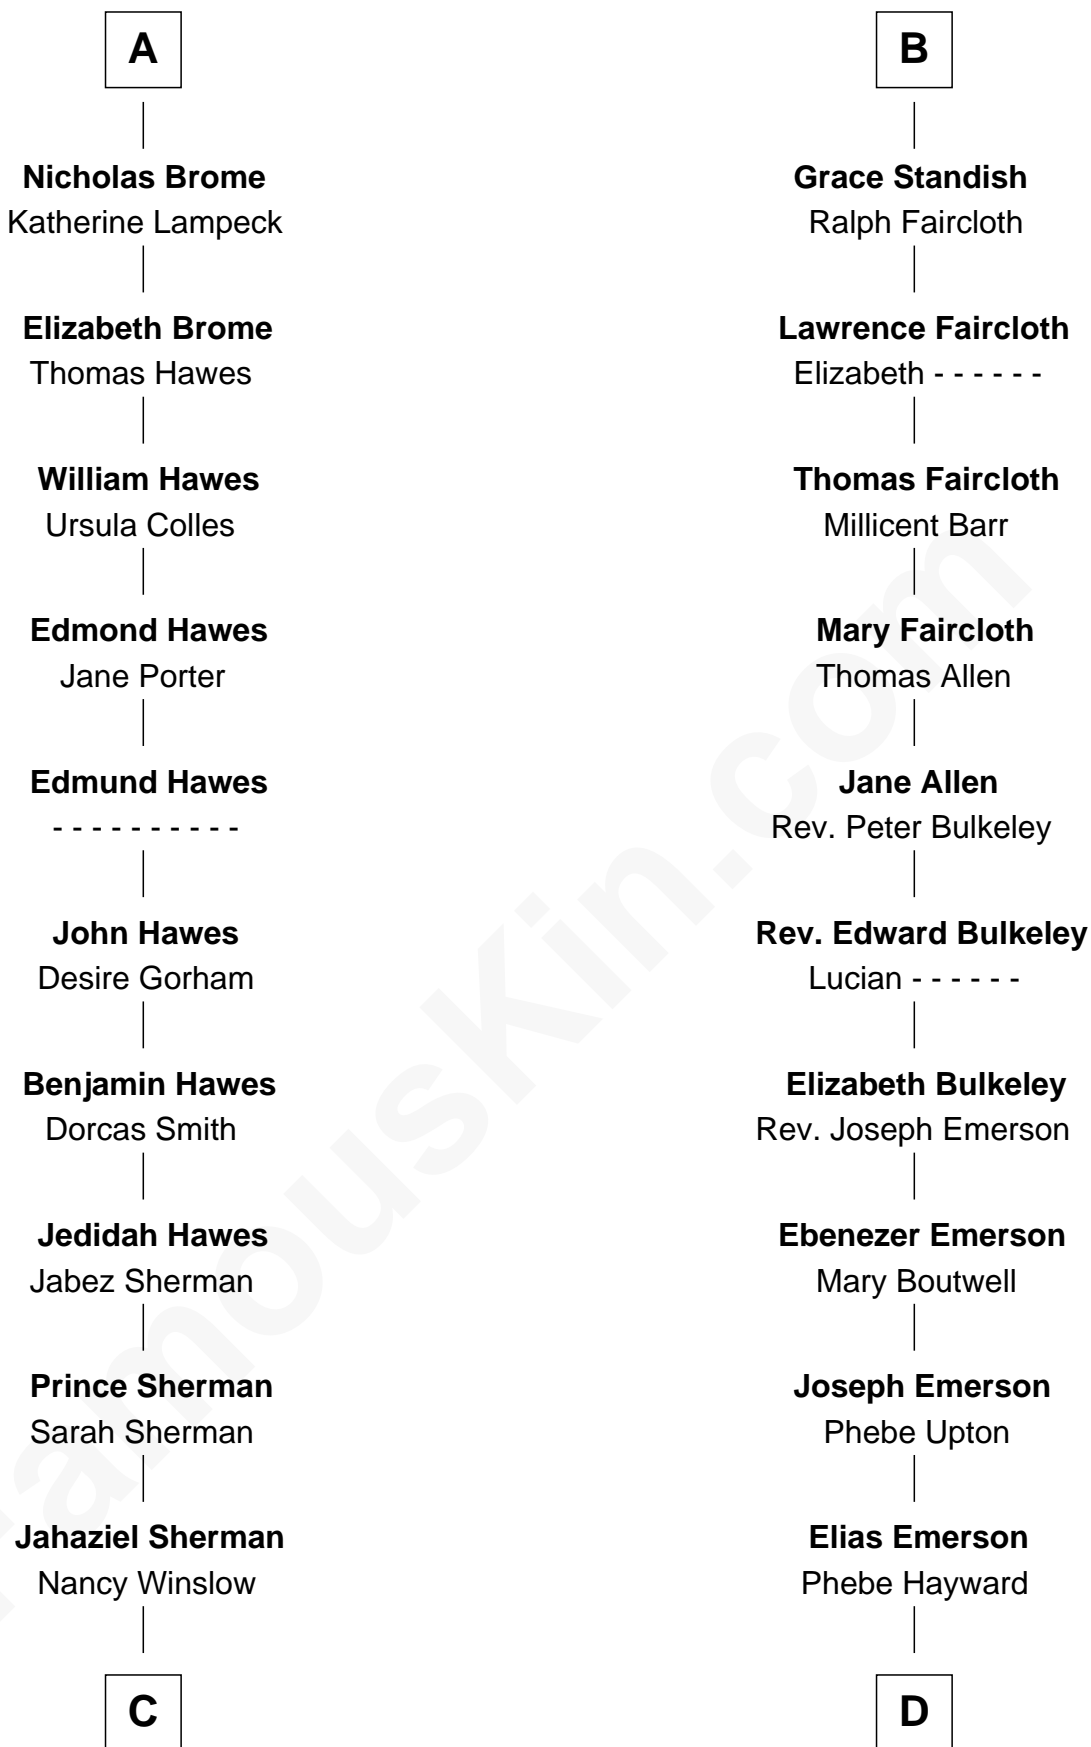 A
Nicholas Brome
Katherine Lampeck
Elizabeth Brome
Thomas Hawes
William Hawes
Ursula Colles
Edmond Hawes
Jane Porter
Edmund Hawes
- - - - - - - - - -
John Hawes
Desire Gorham
Benjamin Hawes
Dorcas Smith
Jedidah Hawes
Jabez Sherman
Prince Sherman
Sarah Sherman
Jahaziel Sherman
Nancy Winslow
C
B
Grace Standish
Ralph Faircloth
Lawrence Faircloth
Elizabeth - - - - - -
Thomas Faircloth
Millicent Barr
Mary Faircloth
Thomas Allen
Jane Allen
Rev. Peter Bulkeley
Rev. Edward Bulkeley
Lucian - - - - - -
Elizabeth Bulkeley
Rev. Joseph Emerson
Ebenezer Emerson
Mary Boutwell
Joseph Emerson
Phebe Upton
Elias Emerson
Phebe Hayward
D
FamousKin.com